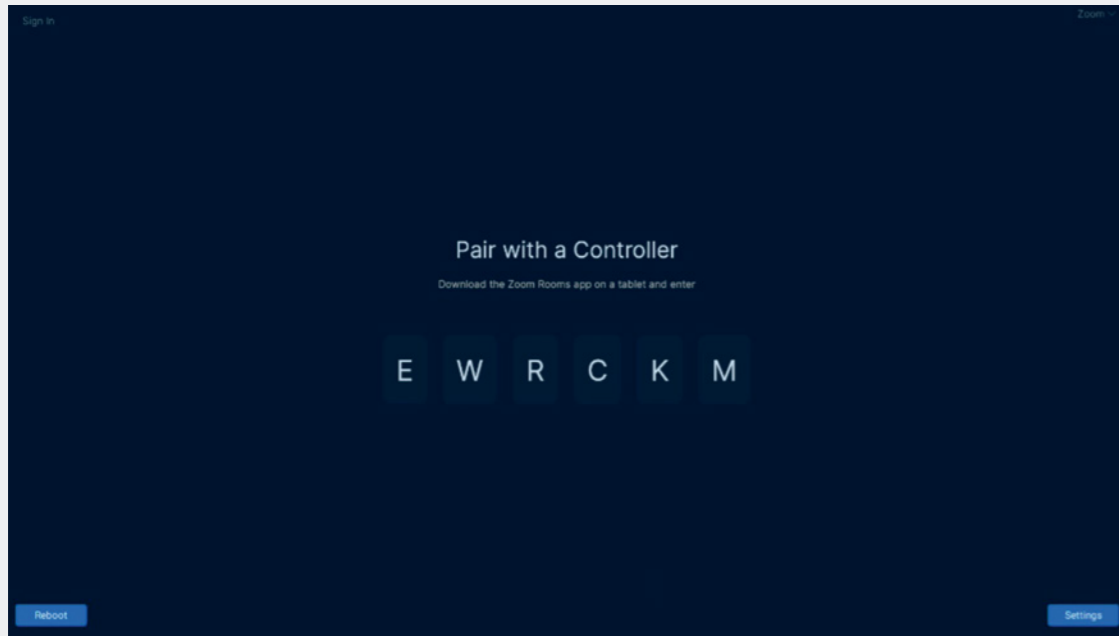 Sign In
Zoom
Pair with a Controller
Download the Zoom Rooms app on a tablet and enter
E W R C K M
Reboot
Settings